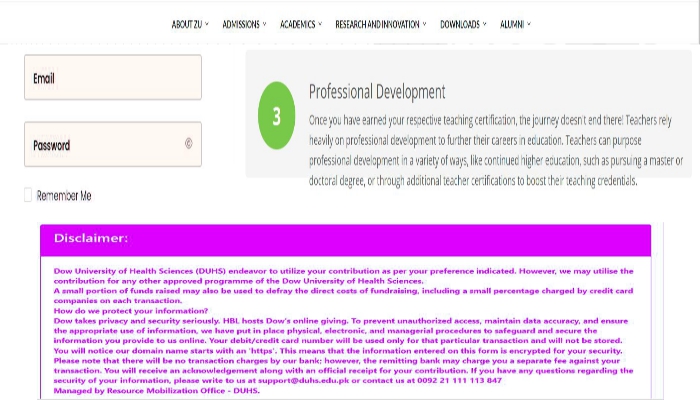 ABOUT ZU
ADMISSIONS
ACADEMICS
RESEARCH AND INNOVATION
DOWNLOADS
ALUMNI
Email
Password
Remember Me
3
Professional Development
Once you have earned your respective teaching certification, the journey doesn't end there! Teachers rely
heavily on professional development to further their careers in education. Teachers can purpose
professional development in a variety of ways, like continued higher education, such as pursuing a master or
doctoral degree, or through additional teacher certifications to boost their teaching credentials.
Disclaimer:
Dow University of Health Sciences (DUHS) endeavor to utilize your contribution as per your preference indicated. However, we may utilise the
contribution for any other approved programme of the Dow University of Health Sciences.
A small portion of funds raised may also be used to defray the direct costs of fundraising, including a small percentage charged by credit card
companies on each transaction.
How do we protect your information?
Dow takes privacy and security seriously. HBL hosts Dow's online giving. To prevent unauthorized access, maintain data accuracy, and ensure
the appropriate use of information, we have put in place physical, electronic, and managerial procedures to safeguard and secure the
information you provide to us online. Your debit/credit card number will be used only for that particular transaction and will not be stored.
You will notice our domain name starts with an 'https'. This means that the information entered on this form is encrypted for your security.
Please note that there will be no transaction charges by our bank; however, the remitting bank may charge you a separate fee against your
transaction. You will receive an acknowledgement along with an official receipt for your contribution. If you have any questions regarding the
security of your information, please write to us at support@duhs.edu.pk or contact us at 0092 21 111 113 847
Managed by Resource Mobilization Office - DUHS.